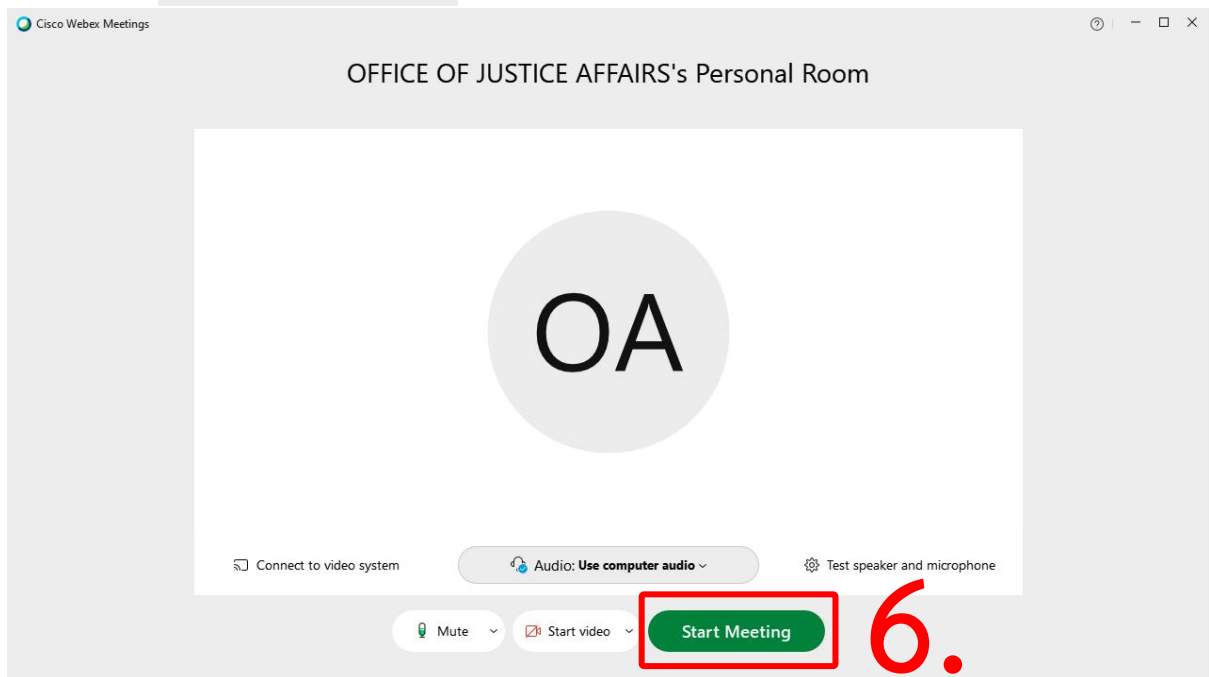 Cisco Webex Meetings
OFFICE OF JUSTICE AFFAIRS's Personal Room
OA
Connect to video system
Audio: Use computer audio
Test speaker and microphone
Mute
Start video
Start Meeting
6.